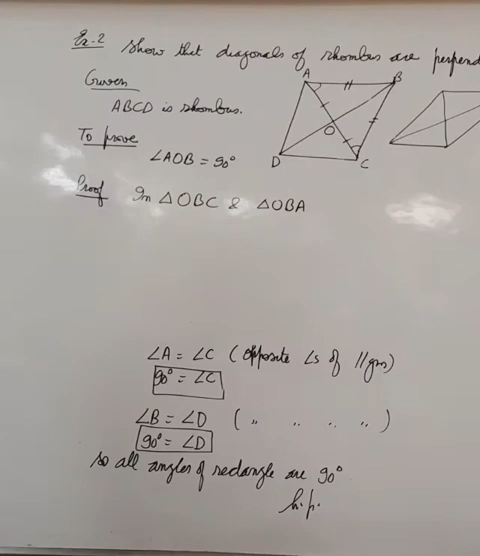 Ex-2 Show that diagonals of rhombus are perpend
Given
ABCD is rhombus.
To prove
∠AOB = 90°
Proof In △OBC & △OBA
A
B
O
D
C
∠A = ∠C (opposite ∠s of //gm)
90° = ∠C
∠B = ∠D ( " " " " )
90° = ∠D
so all angles of rectangle are 90°
h.p.